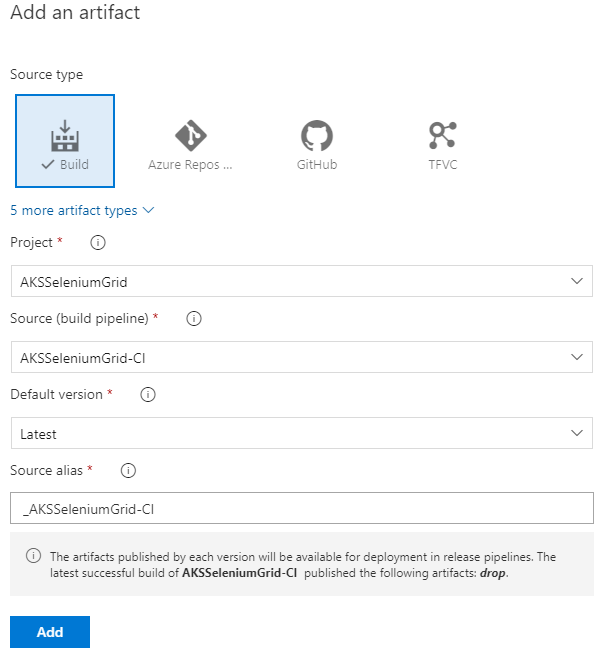 Add an artifact
Source type
Build
Azure Repos ...
GitHub
TFVC
5 more artifact types
Project *
AKSSeleniumGrid
Source (build pipeline) *
AKSSeleniumGrid-CI
Default version *
Latest
Source alias *
_AKSSeleniumGrid-CI
The artifacts published by each version will be available for deployment in release pipelines. The
latest successful build of AKSSeleniumGrid-CI published the following artifacts: drop.
Add